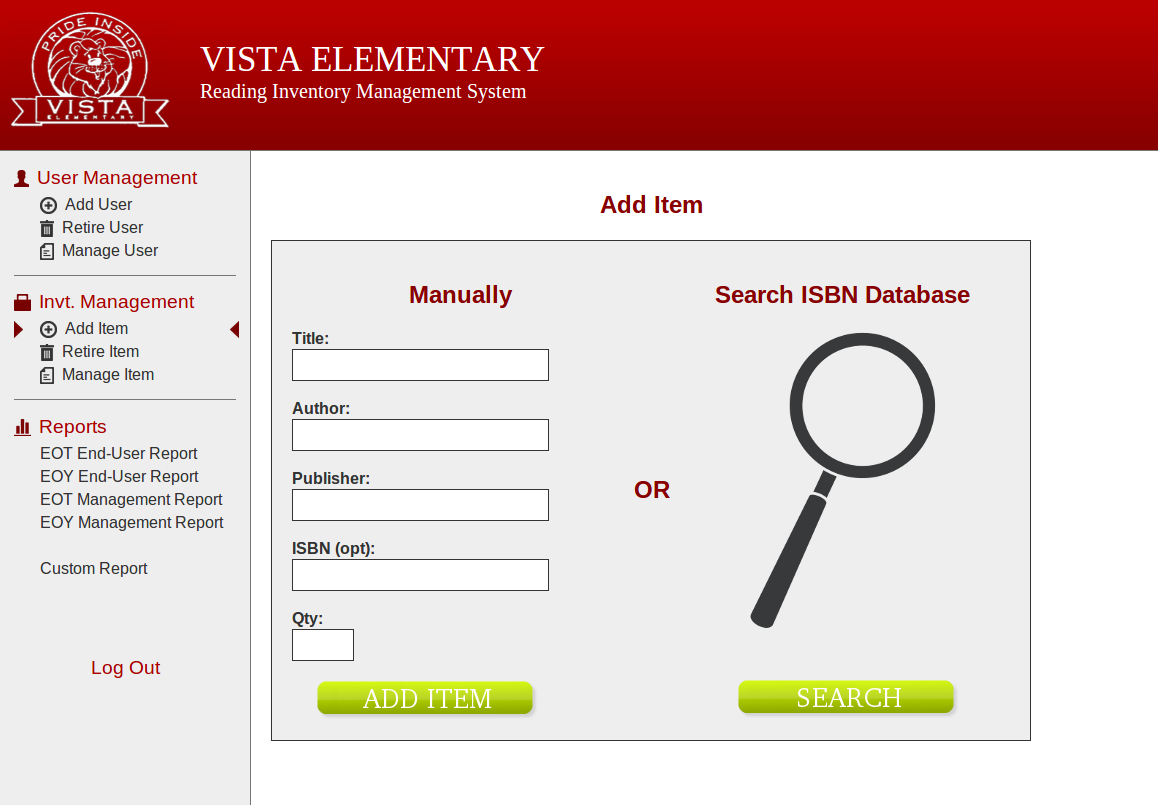 PRIDE INSIDE
VISTA
ELEMENTARY
VISTA ELEMENTARY
Reading Inventory Management System
User Management
Add User
Retire User
Manage User
Invt. Management
Add Item
Retire Item
Manage Item
Reports
EOT End-User Report
EOY End-User Report
EOT Management Report
EOY Management Report
Custom Report
Log Out
Add Item
Manually
Title:
Author:
Publisher:
ISBN (opt):
Qty:
ADD ITEM
OR
Search ISBN Database
SEARCH